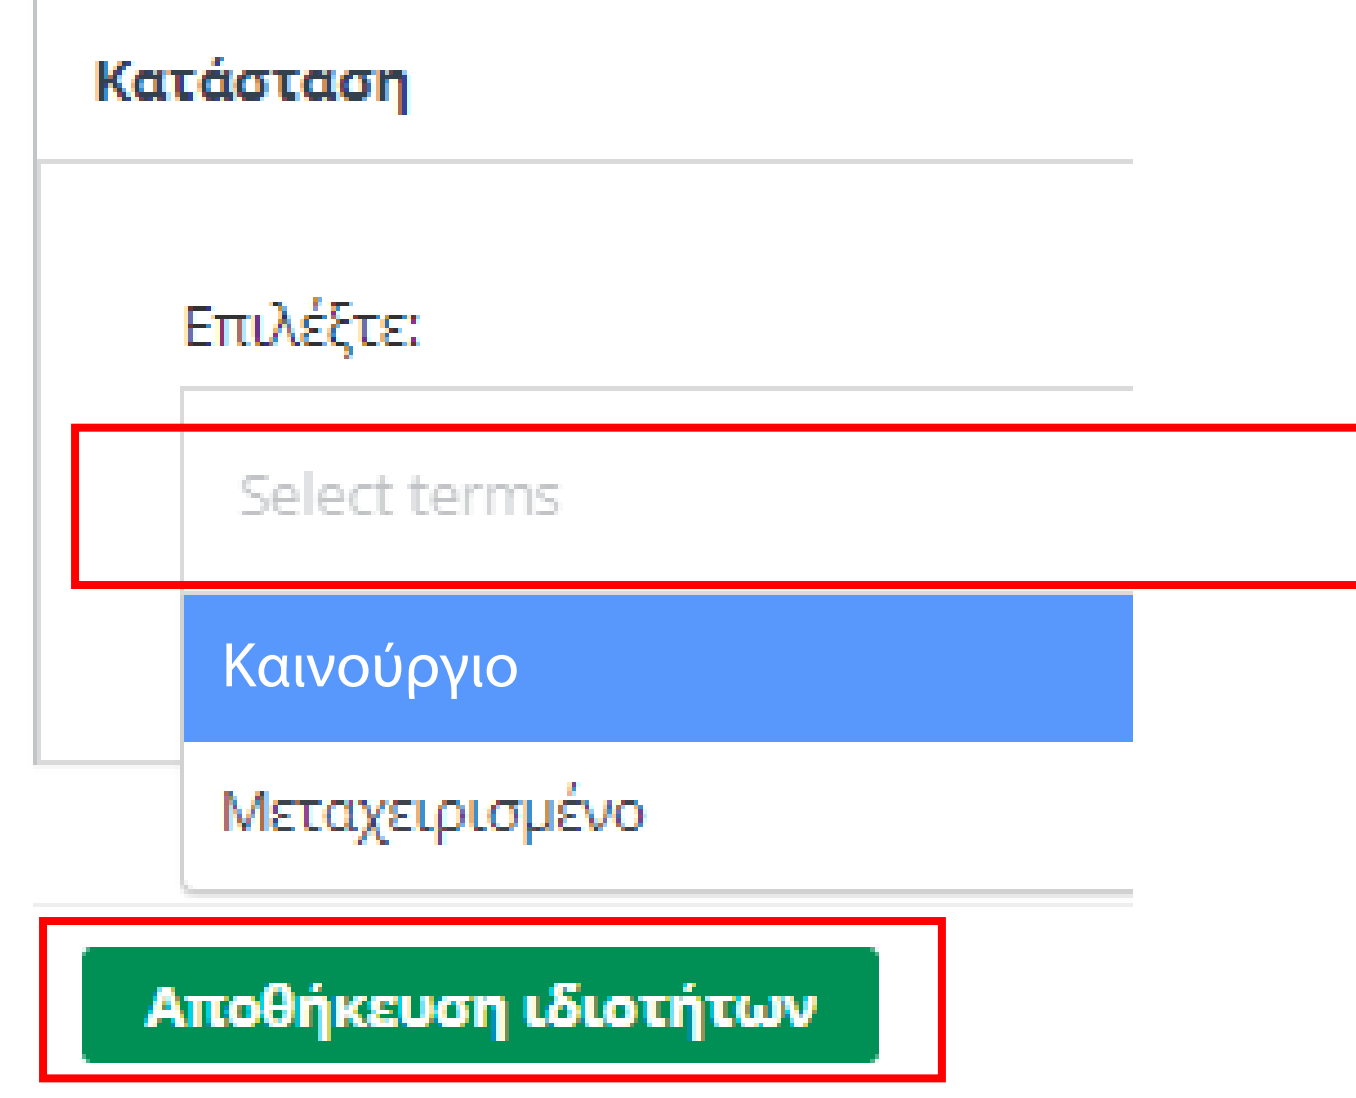 Κατάσταση
Επιλέξτε:
Select terms
Καινούργιο
Μεταχειρισμένο
Αποθήκευση ιδιοτήτων